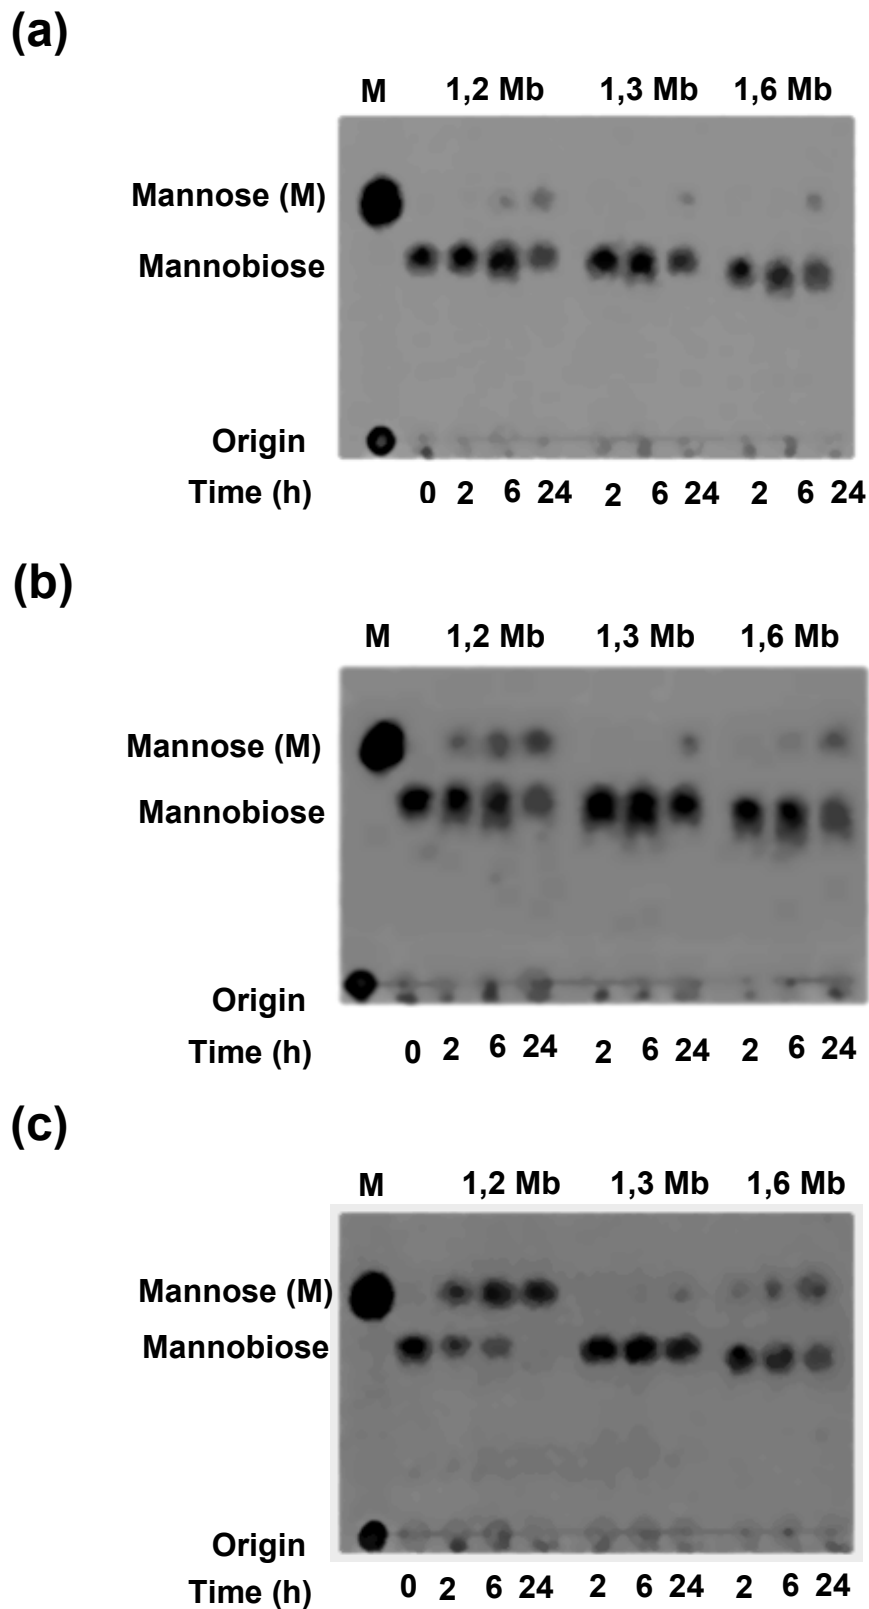 (a)
M 1,2 Mb 1,3 Mb 1,6 Mb
Mannose (M)
Mannobiose
Origin
Time (h) 0 2 6 24 2 6 24 2 6 24
(b)
M 1,2 Mb 1,3 Mb 1,6 Mb
Mannose (M)
Mannobiose
Origin
Time (h) 0 2 6 24 2 6 24 2 6 24
(c)
M 1,2 Mb 1,3 Mb 1,6 Mb
Mannose (M)
Mannobiose
Origin
Time (h) 0 2 6 24 2 6 24 2 6 24